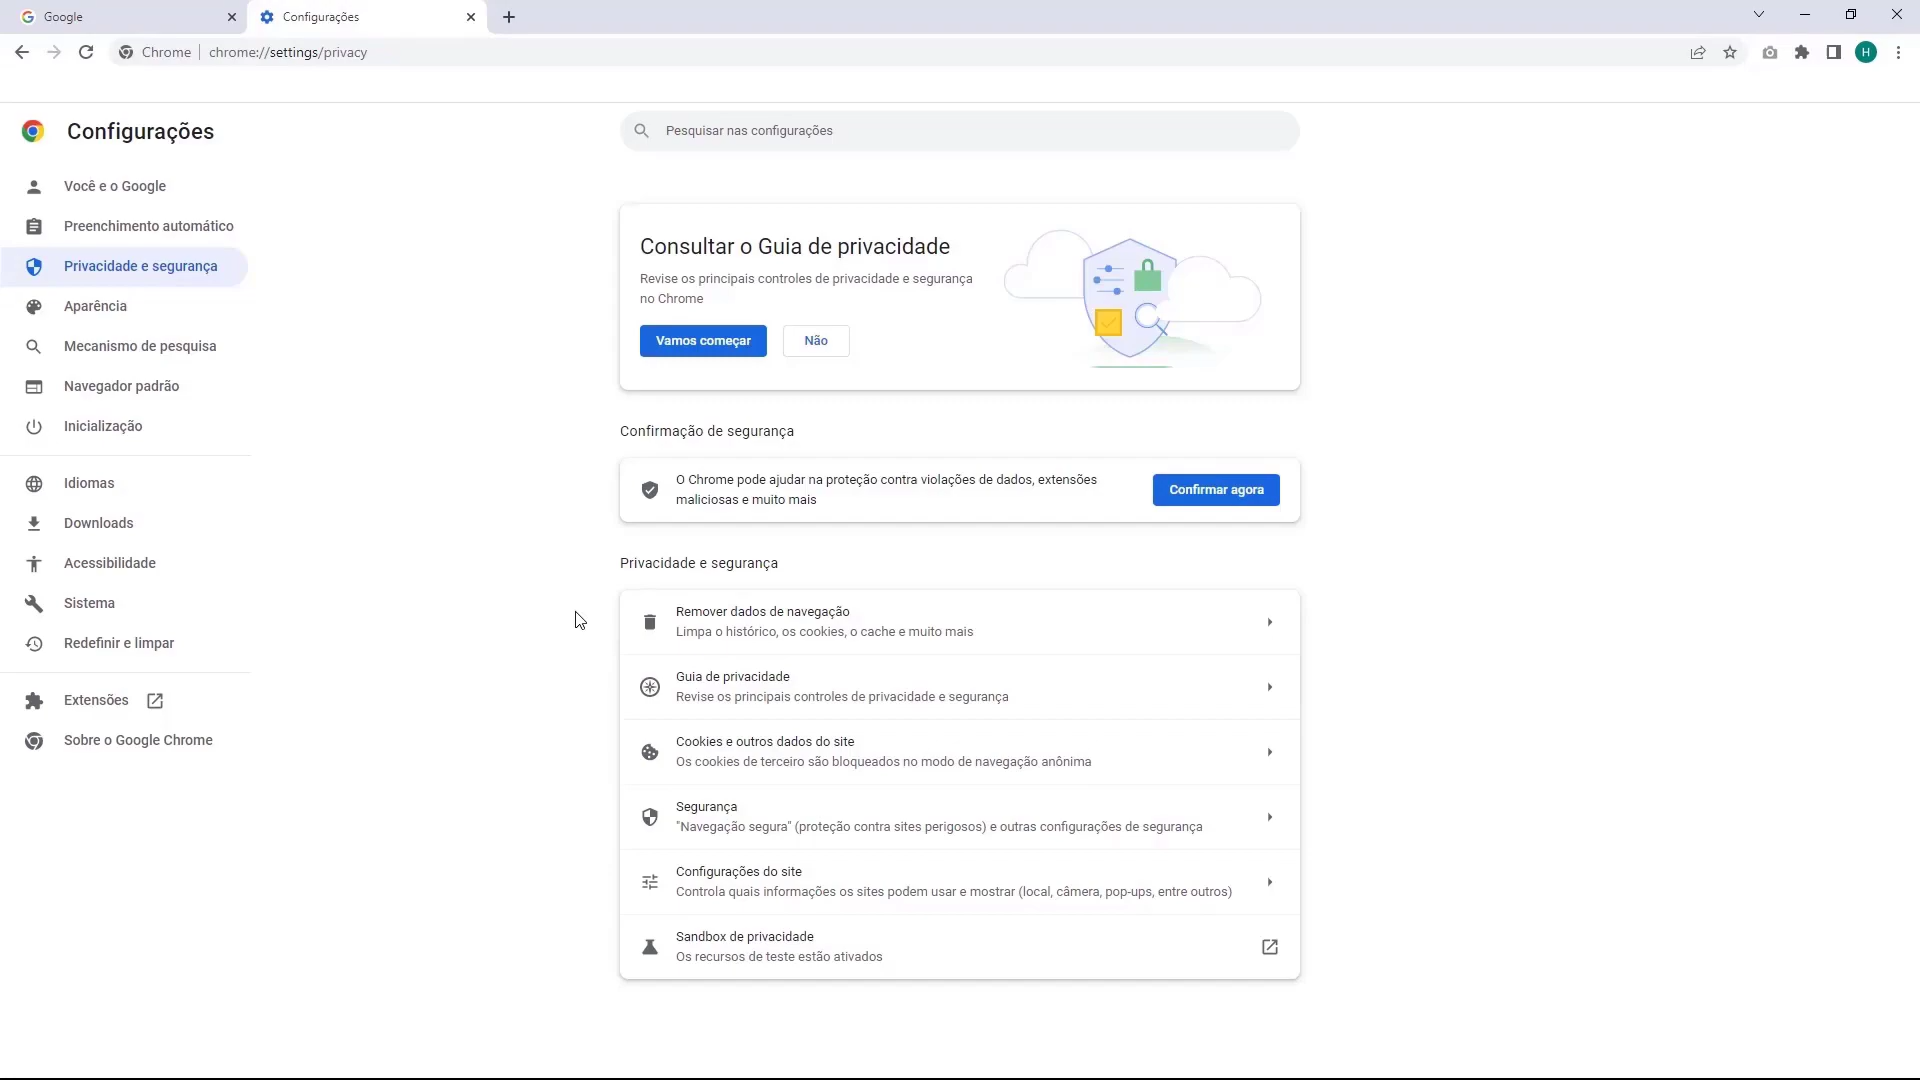 Google
Configurações
Chrome
chrome://settings/privacy
H
Configurações
Pesquisar nas configurações
Você e o Google
Preenchimento automático
Privacidade e segurança
Aparência
Mecanismo de pesquisa
Navegador padrão
Inicialização
Idiomas
Downloads
Acessibilidade
Sistema
Redefinir e limpar
Extensões
Sobre o Google Chrome
Consultar o Guia de privacidade
Revise os principais controles de privacidade e segurança
no Chrome
Vamos começar
Não
Confirmação de segurança
O Chrome pode ajudar na proteção contra violações de dados, extensões
maliciosas e muito mais
Confirmar agora
Privacidade e segurança
Remover dados de navegação
Limpa o histórico, os cookies, o cache e muito mais
Guia de privacidade
Revise os principais controles de privacidade e segurança
Cookies e outros dados do site
Os cookies de terceiro são bloqueados no modo de navegação anônima
Segurança
"Navegação segura" (proteção contra sites perigosos) e outras configurações de segurança
Configurações do site
Controla quais informações os sites podem usar e mostrar (local, câmera, pop-ups, entre outros)
Sandbox de privacidade
Os recursos de teste estão ativados